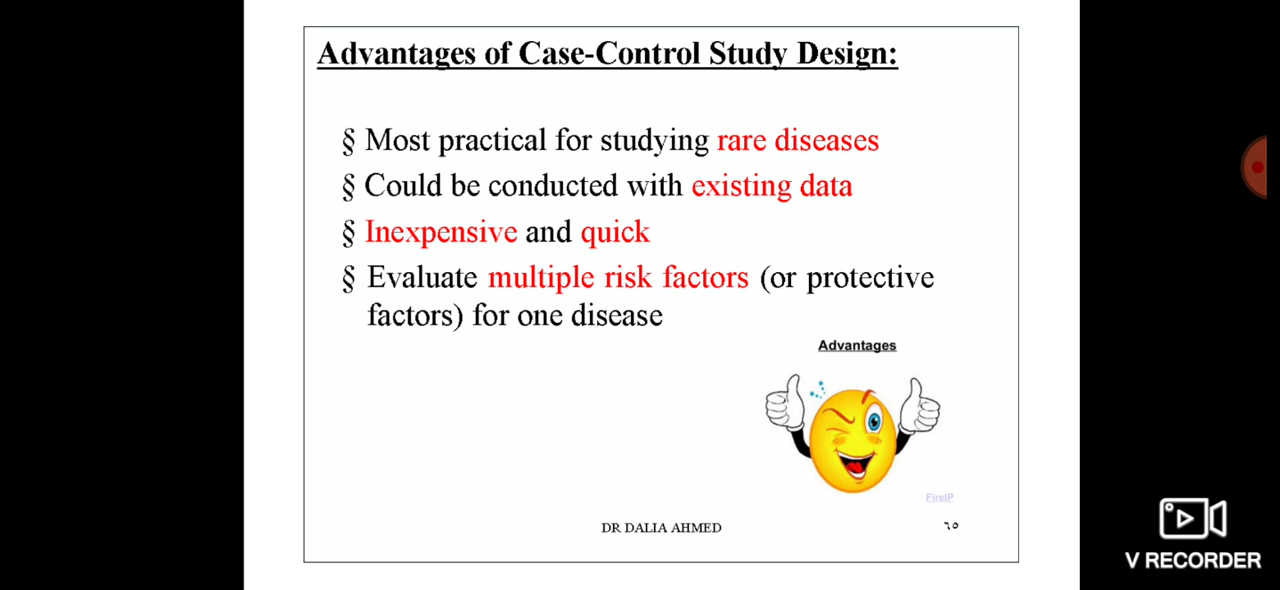 Advantages of Case-Control Study Design:
§ Most practical for studying rare diseases
§ Could be conducted with existing data
§ Inexpensive and quick
§ Evaluate multiple risk factors (or protective
factors) for one disease
Advantages
FireIP
DR DALIA AHMED
٦٥
V RECORDER